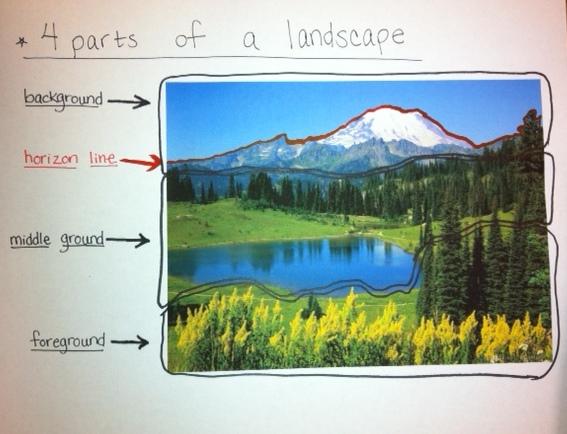 * 4 parts of a landscape
background
horizon line
middle ground
foreground